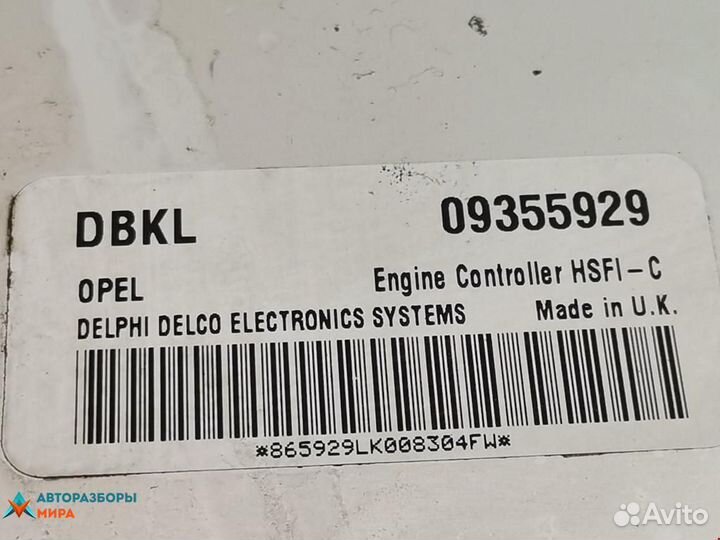 DBKL 09355929
OPEL Engine Controller HSFI-C
DELPHI DELCO ELECTRONICS SYSTEMS Made in U.K.
*865929LK008304FW*
АВТОРАЗБОРЫ
МИРА
Avito